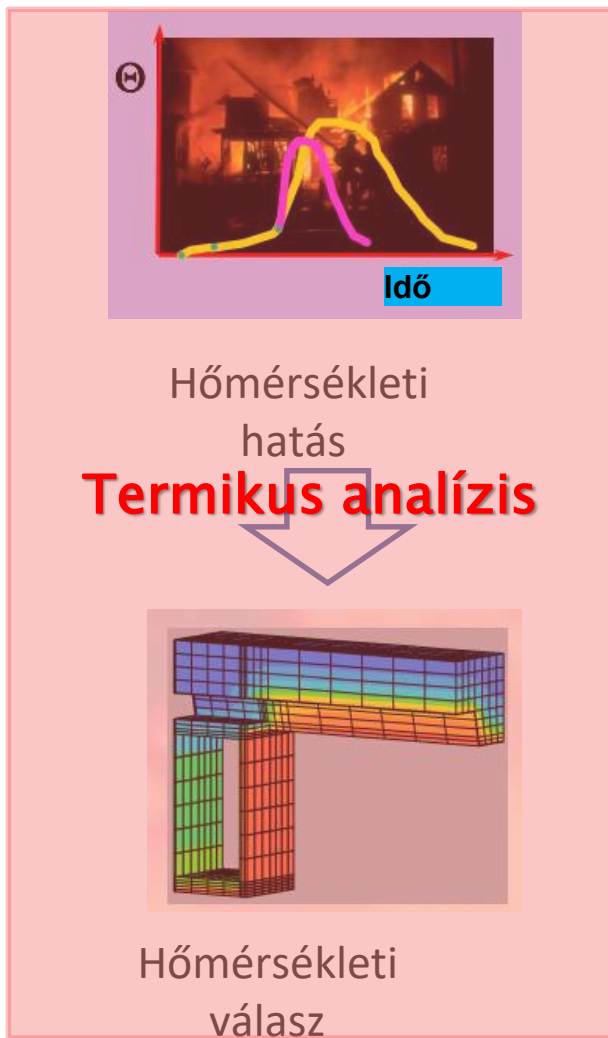 Θ
Idő
Hőmérsékleti
hatás
Termikus analízis
Hőmérsékleti
válasz